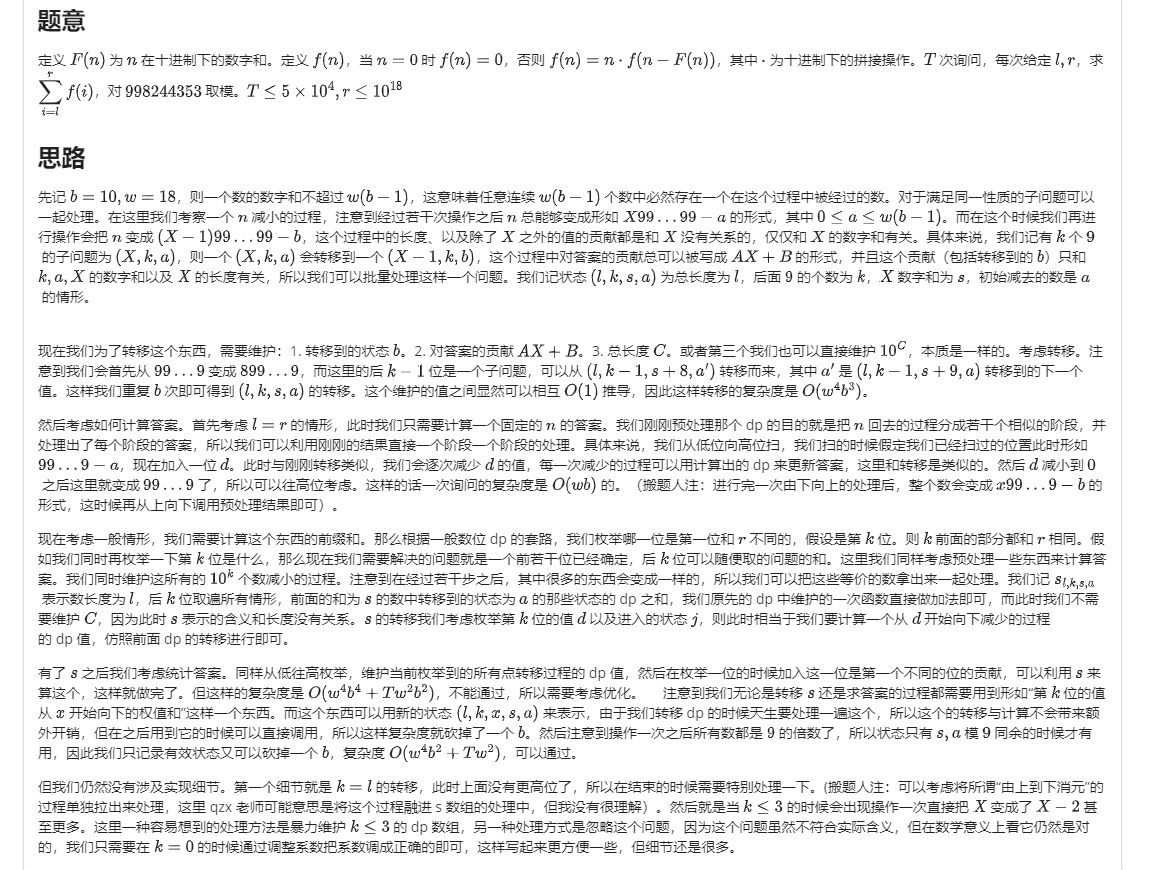 题意
定义 F(n) 为 n 在十进制下的数字和。定义 f(n)，当 n = 0 时 f(n) = 0，否则 f(n) = n · f(n − F(n))，其中 · 为十进制下的拼接操作。T 次询问，每次给定 l, r，求
∑_{i=l}^{r} f(i)，对 998244353 取模。T ≤ 5 × 10^4, r ≤ 10^18
思路
先记 b = 10, w = 18，则一个数的数字和不超过 w(b − 1)，这意味着任意连续 w(b − 1) 个数中必然存在一个在这个过程中被经过的数。对于满足同一性质的子问题可以
一起处理。在这里我们考察一个 n 减小的过程，注意到经过若干次操作之后 n 总能够变成形如 X99 . . . 99 − a 的形式，其中 0 ≤ a ≤ w(b − 1)。而在这个时候我们再进
行操作会把 n 变成 (X − 1)99 . . . 99 − b，这个过程中的长度、以及除了 X 之外的值的贡献都是和 X 没有关系的，仅仅和 X 的数字和有关。具体来说，我们记有 k 个 9
的子问题为 (X, k, a)，则一个 (X, k, a) 会转移到一个 (X − 1, k, b)，这个过程中对答案的贡献总可以被写成 AX + B 的形式，并且这个贡献（包括转移到的 b）只和
k, a, X 的数字和以及 X 的长度有关，所以我们可以批量处理这样一个问题。我们记状态 (l, k, s, a) 为总长度为 l，后面 9 的个数为 k，X 数字和为 s，初始减去的数是 a
的情形。
现在我们为了转移这个东西，需要维护：1. 转移到的状态 b。2. 对答案的贡献 AX + B。3. 总长度 C。或者第三个我们也可以直接维护 10^C，本质是一样的。考虑转移。注
意到我们会首先从 99 . . . 9 变成 899 . . . 9，而这里的后 k − 1 位是一个子问题，可以从 (l, k − 1, s + 8, a′) 转移而来，其中 a′ 是 (l, k − 1, s + 9, a) 转移到的下一个
值。这样我们重复 b 次即可得到 (l, k, s, a) 的转移。这个维护的值之间显然可以相互 O(1) 推导，因此这样转移的复杂度是 O(w^4b^3)。
然后考虑如何计算答案。首先考虑 l = r 的情形，此时我们只需要计算一个固定的 n 的答案。我们刚刚预处理那个 dp 的目的就是把 n 回去的过程分成若干个相似的阶段，并
处理出了每个阶段的答案，所以我们可以利用刚刚的结果直接一个阶段一个阶段的处理。具体来说，我们从低位向高位扫，我们扫的时候假定我们已经扫过的位置此时形如
99 . . . 9 − a，现在加入一位 d。此时与刚刚转移类似，我们会逐次减少 d 的值，每一次减少的过程可以用计算出的 dp 来更新答案，这里和转移是类似的。然后 d 减小到 0
之后这里就变成 99 . . . 9 了，所以可以往高位考虑。这样的话一次询问的复杂度是 O(wb) 的。（搬题人注：进行完一次由下向上的处理后，整个数会变成 x99 . . . 9 − b 的
形式，这时候再从上向下调用预处理结果即可）。
现在考虑一般情形，我们需要计算这个东西的前缀和。那么根据一般数位 dp 的套路，我们枚举哪一位是第一位和 r 不同的，假设是第 k 位。则 k 前面的部分都和 r 相同。假
如我们同时再枚举一下第 k 位是什么，那么现在我们需要解决的问题就是一个前若干位已经确定，后 k 位可以随便取的问题的和。这里我们同样考虑预处理一些东西来计算答
案。我们同时维护这所有的 10^k 个数减小的过程。注意到在经过若干步之后，其中很多的东西会变成一样的，所以我们可以把这些等价的数拿出来一起处理。我们记 s_{l,k,s,a}
表示数长度为 l，后 k 位取遍所有情形，前面的和为 s 的数中转移到的状态为 a 的那些状态的 dp 之和，我们原先的 dp 中维护的一次函数直接做加法即可，而此时我们不需
要维护 C，因为此时 s 表示的含义和长度没有关系。s 的转移我们考虑枚举第 k 位的值 d 以及进入的状态 j，则此时相当于我们要计算一个从 d 开始向下减少的过程
的 dp 值，仿照前面 dp 的转移进行即可。
有了 s 之后我们考虑统计答案。同样从低往高枚举，维护当前枚举到的所有点转移过程的 dp 值，然后在枚举一位的时候加入这一位是第一个不同的位的贡献，可以利用 s 来
算这个，这样就做完了。但这样的复杂度是 O(w^4b^4 + Tw^2b^2)，不能通过，所以需要考虑优化。 注意到我们无论是转移 s 还是求答案的过程都需要用到形如“第 k 位的值
从 x 开始向下的权值和”这样一个东西。而这个东西可以用新的状态 (l, k, x, s, a) 来表示，由于我们转移 dp 的时候天生要处理一遍这个，所以这个的转移与计算不会带来额
外开销，但在之后用到它的时候可以直接调用，所以这样复杂度就砍掉了一个 b。然后注意到操作一次之后所有数都是 9 的倍数了，所以状态只有 s, a 模 9 同余的时候才有
用，因此我们只记录有效状态又可以砍掉一个 b，复杂度 O(w^4b^2 + Tw^2)，可以通过。
但我们仍然没有涉及实现细节。第一个细节就是 k = l 的转移，此时上面没有更高位了，所以在结束的时候需要特别处理一下。(搬题人注：可以考虑将所谓“由上到下消元”的
过程单独拉出来处理，这里 qzx 老师可能意思是将这个过程融进 s 数组的处理中，但我没有很理解）。然后就是当 k ≤ 3 的时候会出现操作一次直接把 X 变成了 X − 2 甚
至更多。这里一种容易想到的处理方法是暴力维护 k ≤ 3 的 dp 数组，另一种处理方式是忽略这个问题，因为这个问题虽然不符合实际含义，但在数学意义上看它仍然是对
的，我们只需要在 k = 0 的时候通过调整系数把系数调成正确的即可，这样写起来更方便一些，但细节还是很多。